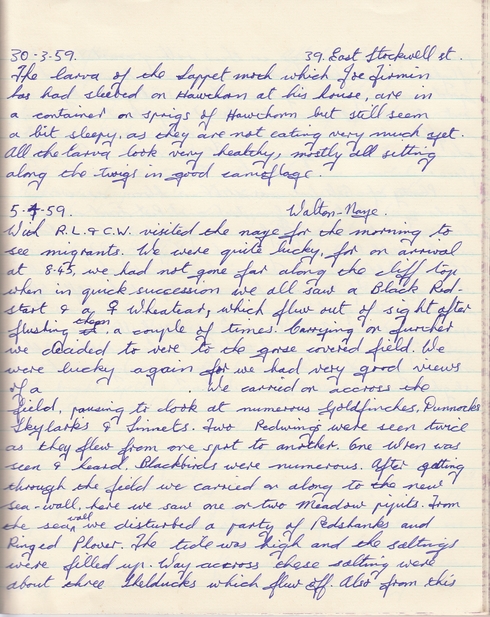 30-3-59. 39. East Stockwell st.
The larva of the Lappet moth which Joe Firmin
has had sleeved on Hawthorn at his house, are in
a container on sprigs of Hawthorn but still seem
a bit sleepy, as they are not eating very much yet.
All the larva look very healthy, mostly all sitting
along the twigs in good camoflage.
5-4-59. Walton-Naze.
With R.L. & C.W. visited the naze for the morning to
see migrants. We were quite lucky, for on arrival
at 8.45, we had not gone far along the cliff top
when in quick succession we all saw a Black Red-
start & a ♀ Wheatear, which flew out of sight after
flushing them a couple of times. Carrying on further
we decided to vere to the gorse covered field. We
were lucky again for we had very good views
of a . We carried on accross the
field, pausing to look at numerous Goldfinches, Dunnocks
Skylarks & Linnets. Two Redwings were seen twice
as they flew from one spot to another. One Wren was
seen & heard. Blackbirds were numerous. After getting
through the field we carried on along to the new
sea-wall, here we saw one or two Meadow pipits. From
the sea wall we disturbed a party of Redshanks and
Ringed Plover. The tide was high and the saltings
were filled up. Way accross these salting were
about three Shelducks which flew off. Also from this